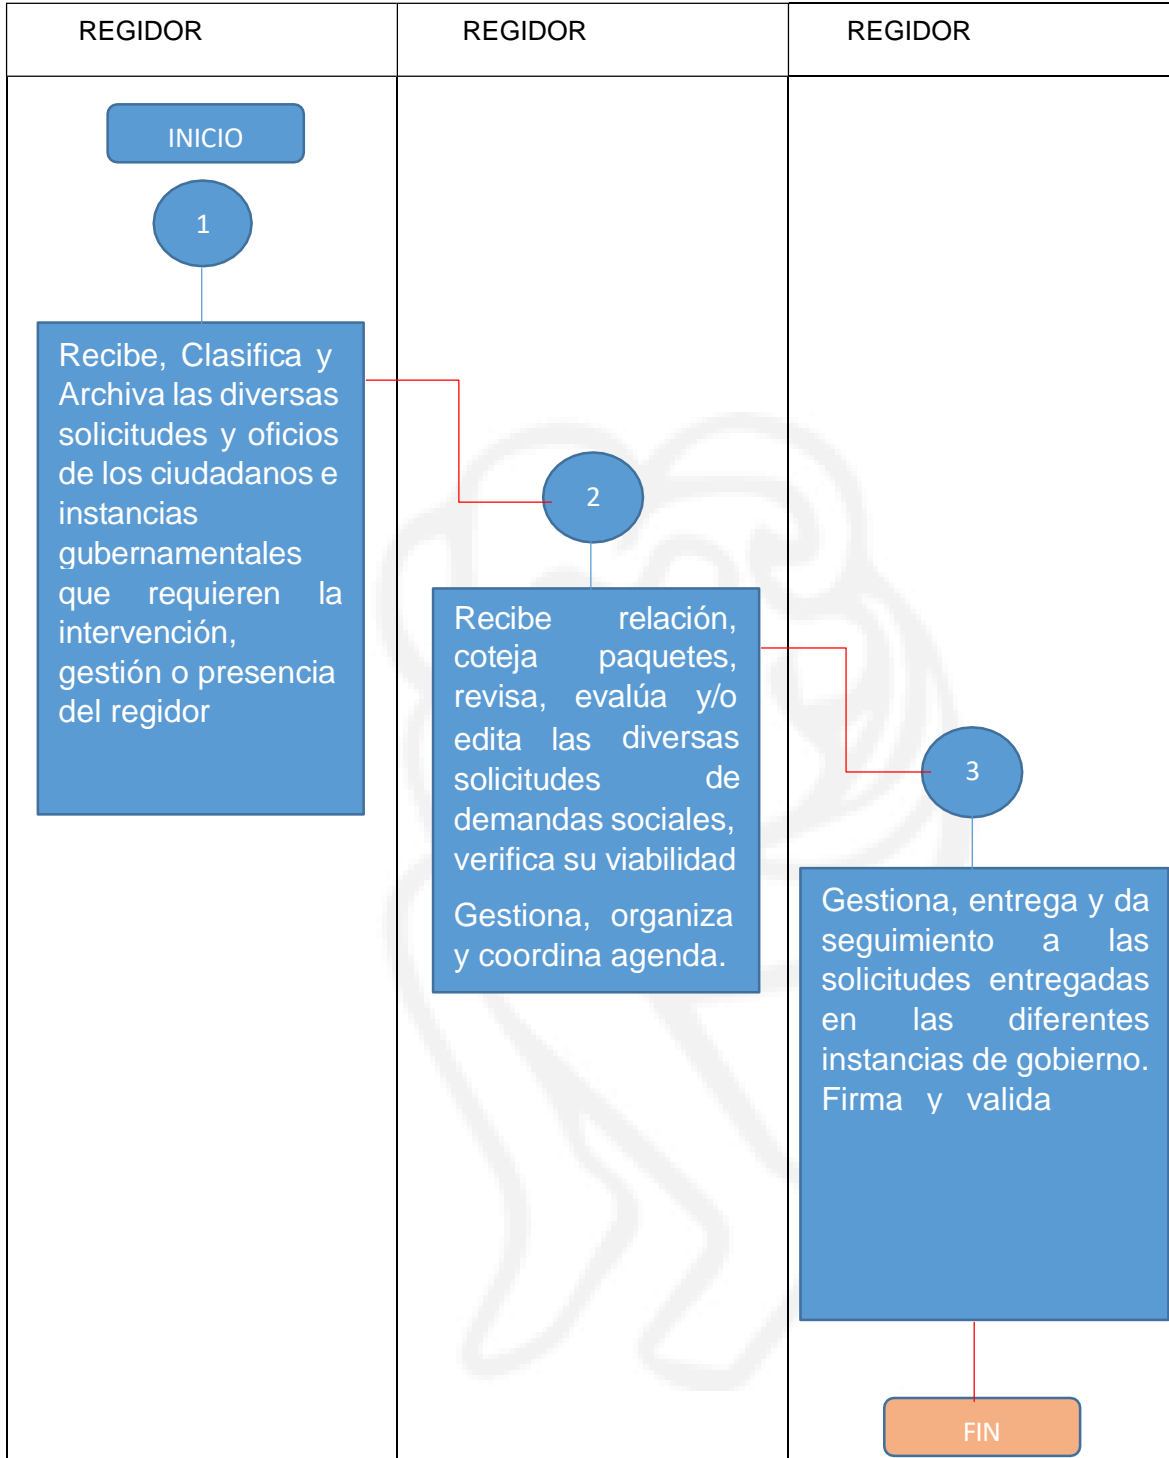 REGIDOR
REGIDOR
REGIDOR
INICIO
1
Recibe, Clasifica y
Archiva las diversas
solicitudes y oficios
de los ciudadanos e
instancias
gubernamentales
que requieren la
intervención,
gestión o presencia
del regidor
2
Recibe relación,
coteja paquetes,
revisa, evalúa y/o
edita las diversas
solicitudes de
demandas sociales,
verifica su viabilidad
Gestiona, organiza
y coordina agenda.
3
Gestiona, entrega y da
seguimiento a las
solicitudes entregadas
en las diferentes
instancias de gobierno.
Firma y valida
FIN